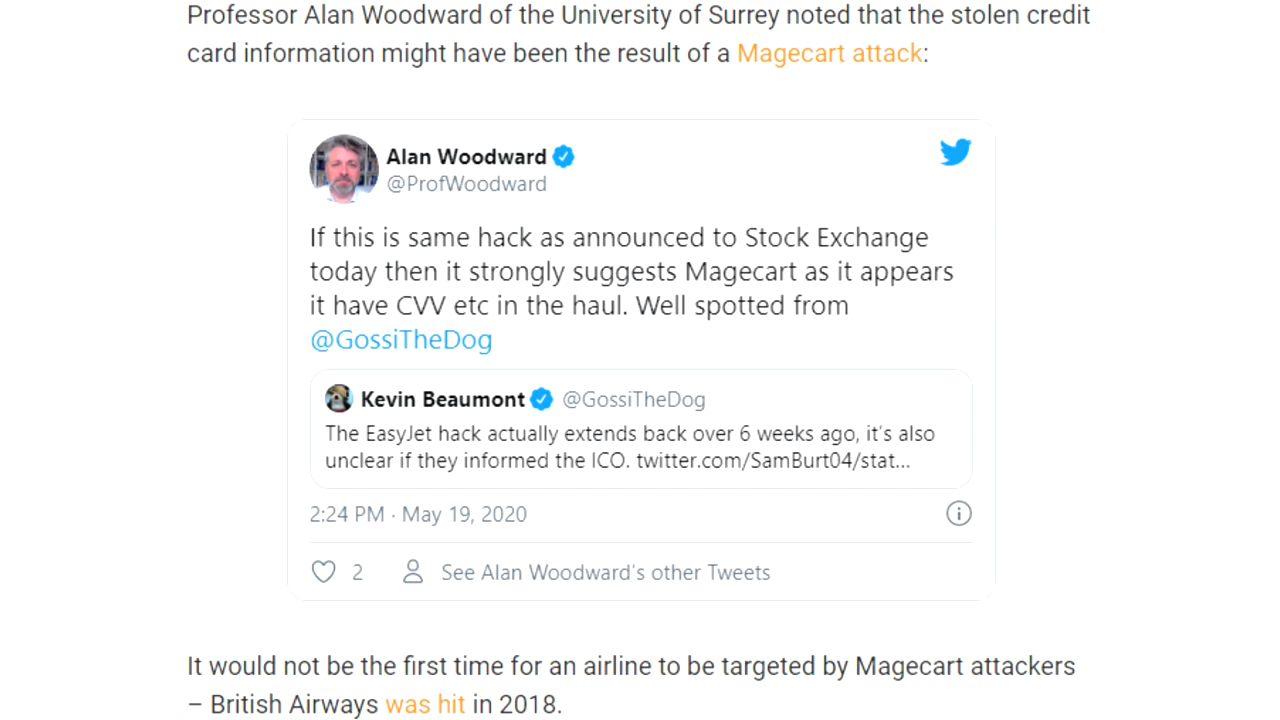 Professor Alan Woodward of the University of Surrey noted that the stolen credit
card information might have been the result of a Magecart attack:
Alan Woodward
@ProfWoodward
If this is same hack as announced to Stock Exchange
today then it strongly suggests Magecart as it appears
it have CVV etc in the haul. Well spotted from
@GossiTheDog
Kevin Beaumont @GossiTheDog
The EasyJet hack actually extends back over 6 weeks ago, it's also
unclear if they informed the ICO. twitter.com/SamBurt04/stat...
2:24 PM · May 19, 2020
2 See Alan Woodward's other Tweets
It would not be the first time for an airline to be targeted by Magecart attackers
– British Airways was hit in 2018.